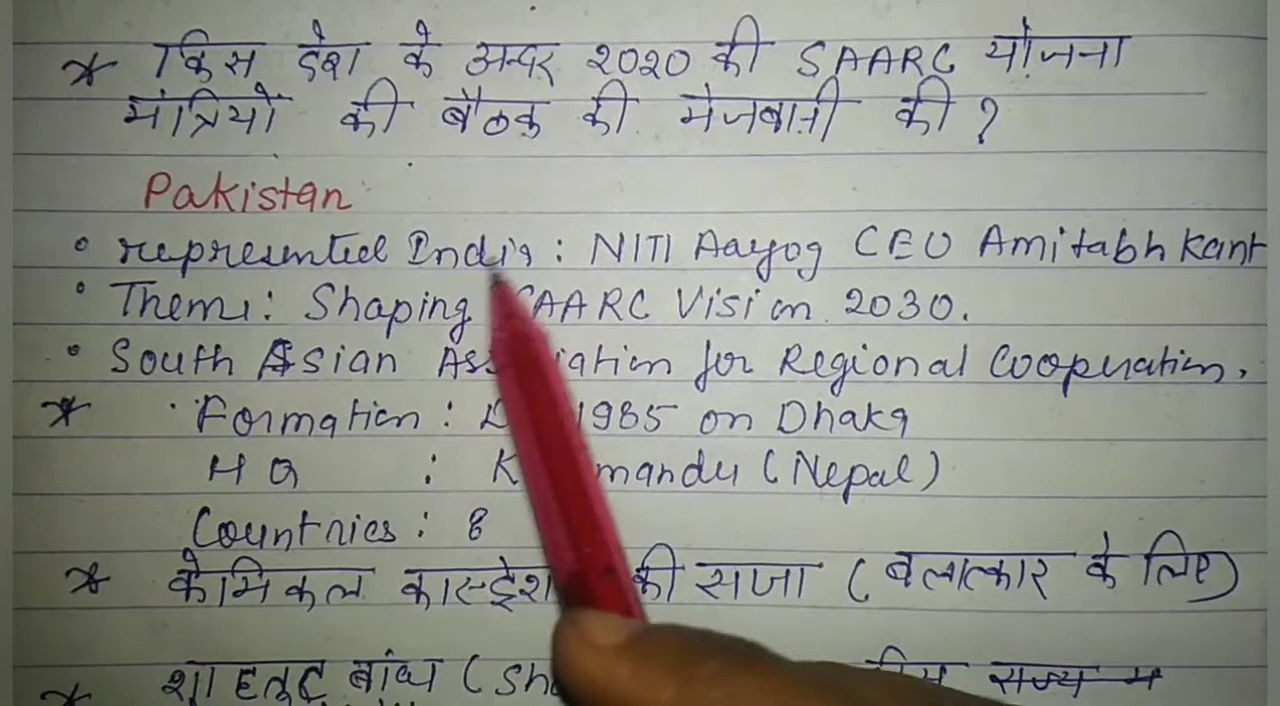 * किस देश के अन्दर 2020 की SAARC योजना
मंत्रियों की बैठक की मेजबानी की ?
Pakistan
• represented India : NITI Aayog CEO Amitabh Kant
• Theme : Shaping SAARC Vision 2030.
• South Asian Association for Regional Cooperation.
* Formation : D 1985 on Dhaka
HQ : K mandu (Nepal)
Countries : 8
* केमिकल कास्ट्रेश की सजा (बलात्कार के लिए)
* शाहतूत बांध (Sh राज्य म